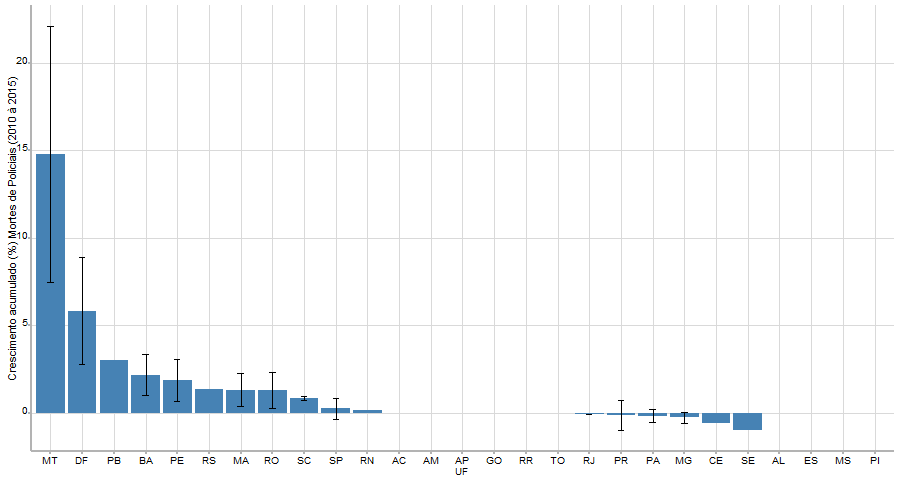 Crescimento acumulado (%) Mortes de Policiais (2010 á 2015)
20
15
10
5
0
MT DF PB BA PE RS MA RO SC SP RN AC AM AP GO RR TO RJ PR PA MG CE SE AL ES MS PI
UF